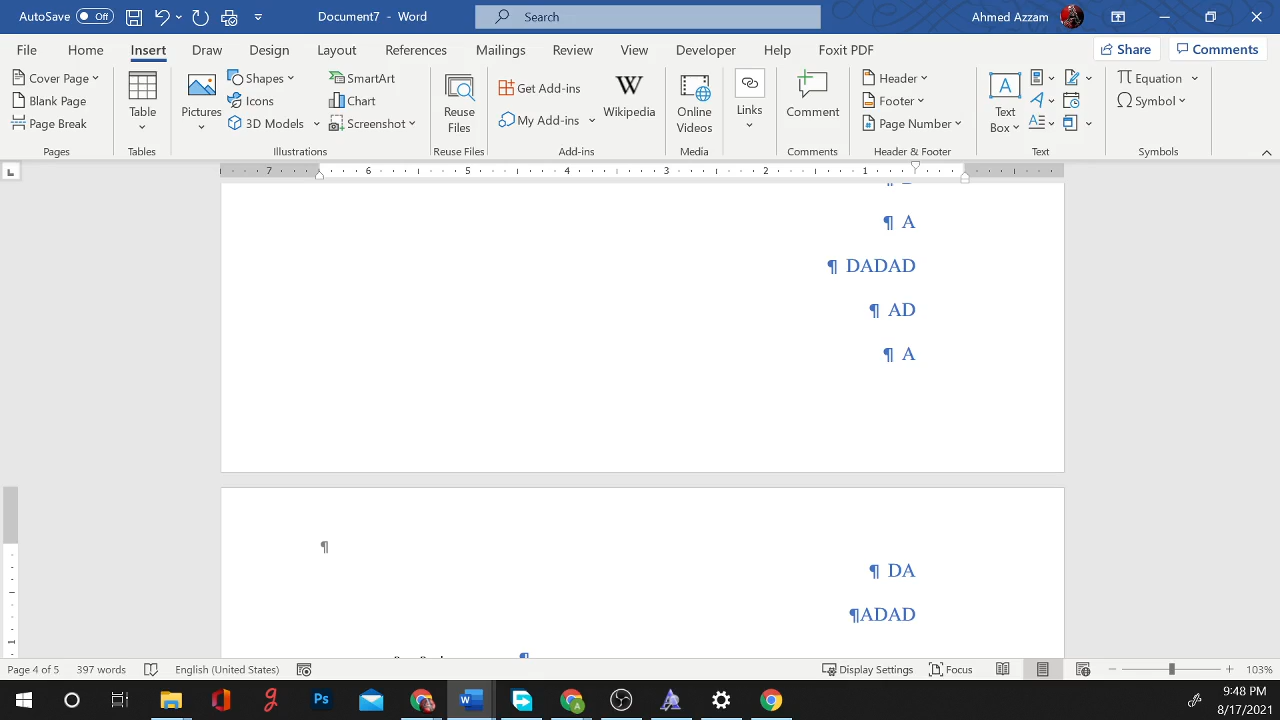 AutoSave Off Document7 - Word Search Ahmed Azzam
File Home Insert Draw Design Layout References Mailings Review View Developer Help Foxit PDF Share Comments
Cover Page
Blank Page
Page Break
Pages
Table
Tables
Pictures
Shapes
Icons
3D Models
SmartArt
Chart
Screenshot
Illustrations
Reuse
Files
Reuse Files
Get Add-ins
My Add-ins
W
Wikipedia
Add-ins
Online
Videos
Media
Links
Comment
Comments
Header
Footer
Page Number
Header & Footer
A
Text
Box
Text
Equation
Symbol
Symbols
7 6 5 4 3 2 1
¶ A
¶ DADAD
¶ AD
¶ A
¶
¶ DA
¶ADAD
¶
1
Page 4 of 5 397 words English (United States) Display Settings Focus 103%
Ps W A
9:48 PM
8/17/2021